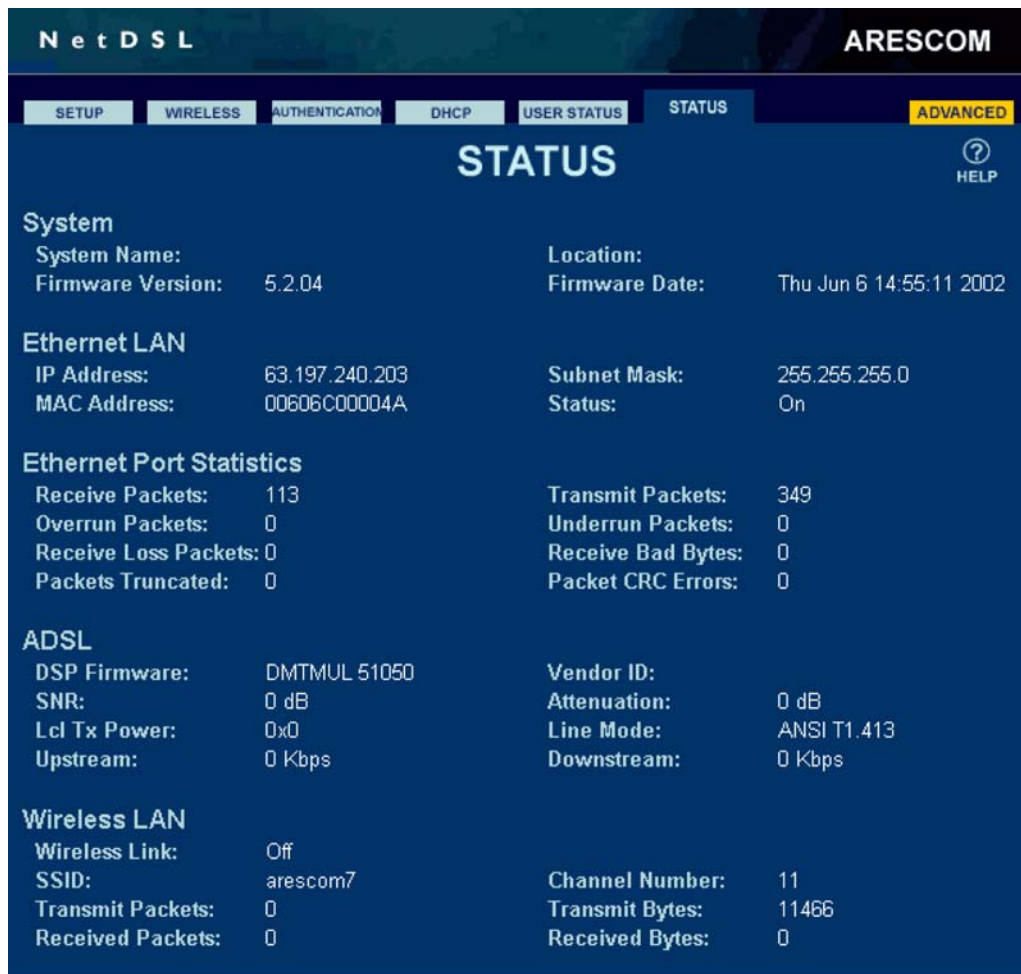 NetDSL ARESCOM
SETUP WIRELESS AUTHENTICATION DHCP USER STATUS STATUS ADVANCED
STATUS
? HELP
System
System Name: Location:
Firmware Version: 5.2.04 Firmware Date: Thu Jun 6 14:55:11 2002
Ethernet LAN
IP Address: 63.197.240.203 Subnet Mask: 255.255.255.0
MAC Address: 00606C00004A Status: On
Ethernet Port Statistics
Receive Packets: 113 Transmit Packets: 349
Overrun Packets: 0 Underrun Packets: 0
Receive Loss Packets: 0 Receive Bad Bytes: 0
Packets Truncated: 0 Packet CRC Errors: 0
ADSL
DSP Firmware: DMTMUL 51050 Vendor ID:
SNR: 0 dB Attenuation: 0 dB
Lcl Tx Power: 0x0 Line Mode: ANSI T1.413
Upstream: 0 Kbps Downstream: 0 Kbps
Wireless LAN
Wireless Link: Off
SSID: arescom7 Channel Number: 11
Transmit Packets: 0 Transmit Bytes: 11466
Received Packets: 0 Received Bytes: 0